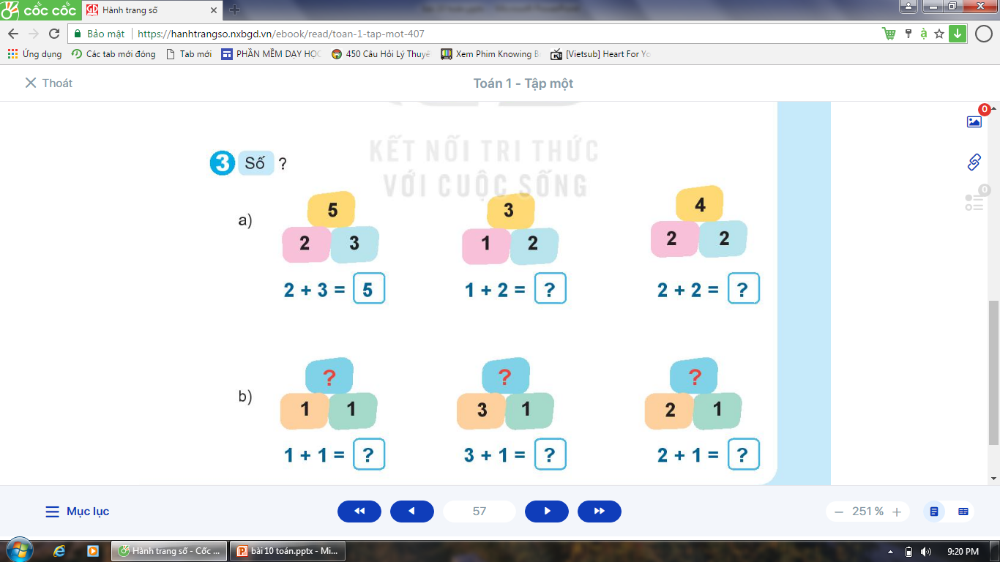 cốc cốc
Hành trang số
Bảo mật
https://hanhtrangso.nxbgd.vn/ebook/read/toan-1-tap-mot-407
Ứng dụng
Các tab mới đóng
Tab mới
PHẦN MỀM DẠY HỌC
450 Câu Hỏi Lý Thuyế
Xem Phim Knowing B
[Vietsub] Heart For Yo
Thoát
Toán 1 - Tập một
0
0
KẾT NỐI TRI THỨC
VỚI CUỘC SỐNG
3 Số ?
a)
5 3 4
2 3 1 2 2 2
2 + 3 = 5 1 + 2 = ? 2 + 2 = ?
b)
? ? ?
1 1 3 1 2 1
1 + 1 = ? 3 + 1 = ? 2 + 1 = ?
Mục lục
57
251 %
Hành trang số - Cốc ...
bài 10 toán.pptx - Mi...
9:20 PM